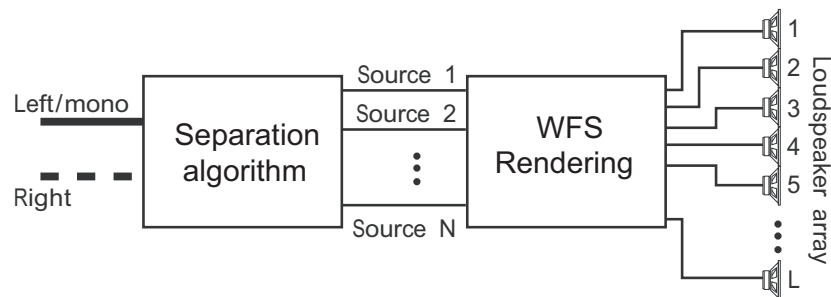 Left/mono
Right
Separation
algorithm
Source 1
Source 2
Source N
WFS
Rendering
1
2
3
4
5
L
Loudspeaker array